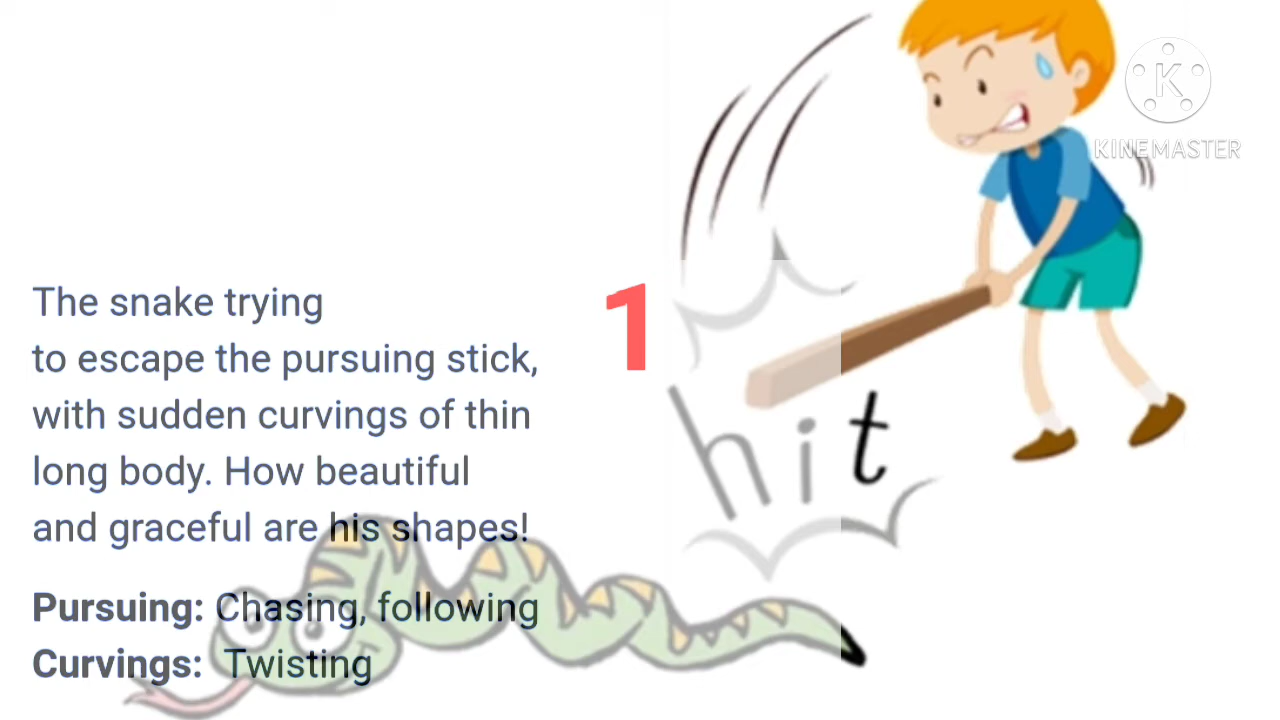 The snake trying
to escape the pursuing stick,
with sudden curvings of thin
long body. How beautiful
and graceful are his shapes!
Pursuing: Chasing, following
Curvings: Twisting
1
hit
K
KINEMASTER